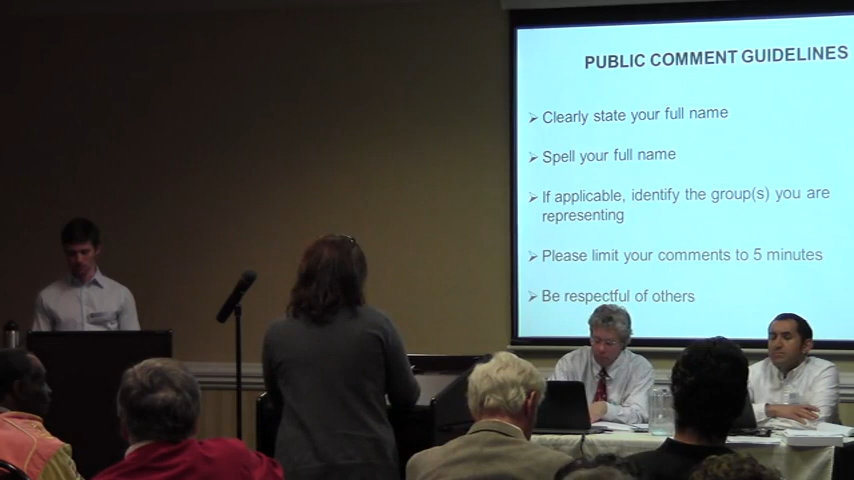 PUBLIC COMMENT GUIDELINES
➢ Clearly state your full name
➢ Spell your full name
➢ If applicable, identify the group(s) you are
representing
➢ Please limit your comments to 5 minutes
➢ Be respectful of others